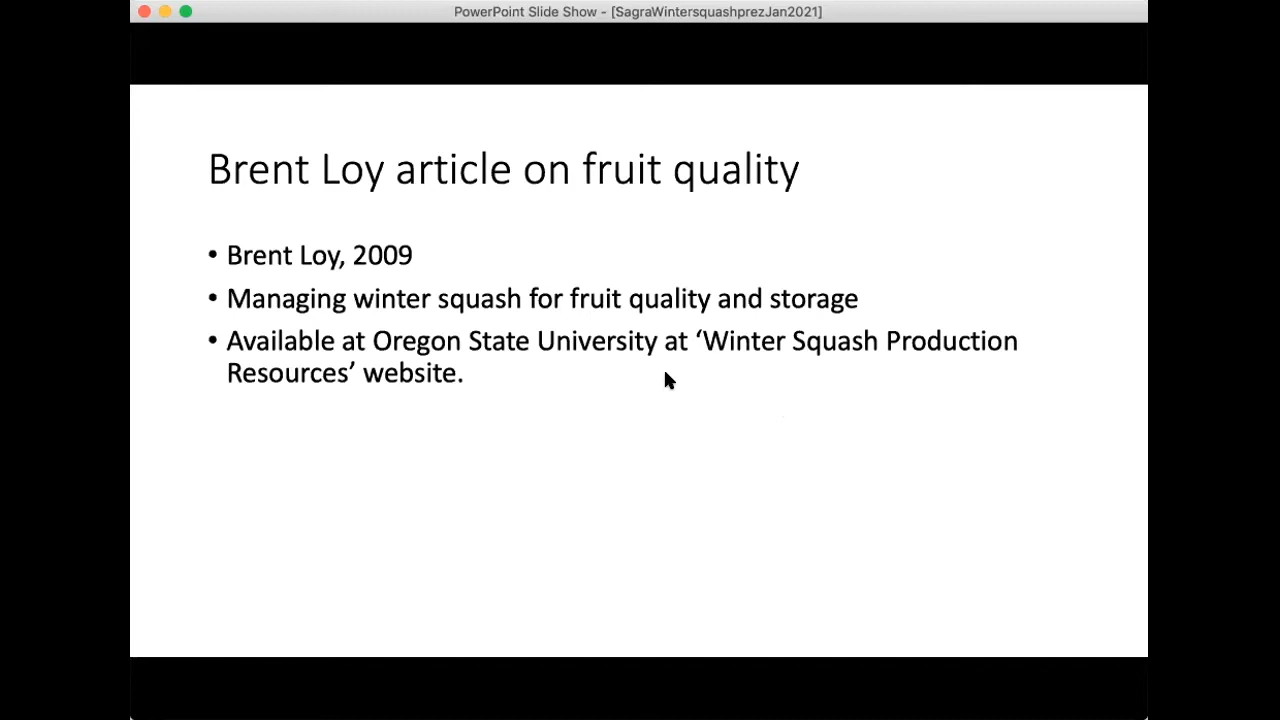 PowerPoint Slide Show - [SagraWintersquashprezJan2021]
Brent Loy article on fruit quality
• Brent Loy, 2009
• Managing winter squash for fruit quality and storage
• Available at Oregon State University at ‘Winter Squash Production
Resources’ website.